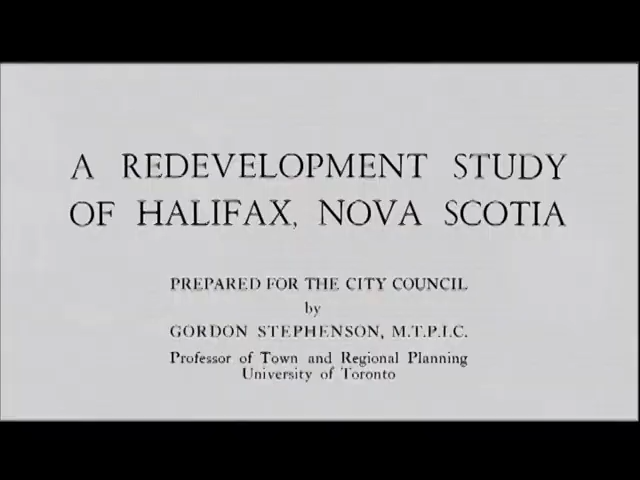 A REDEVELOPMENT STUDY
OF HALIFAX, NOVA SCOTIA
PREPARED FOR THE CITY COUNCIL
by
GORDON STEPHENSON, M.T.P.I.C.
Professor of Town and Regional Planning
University of Toronto